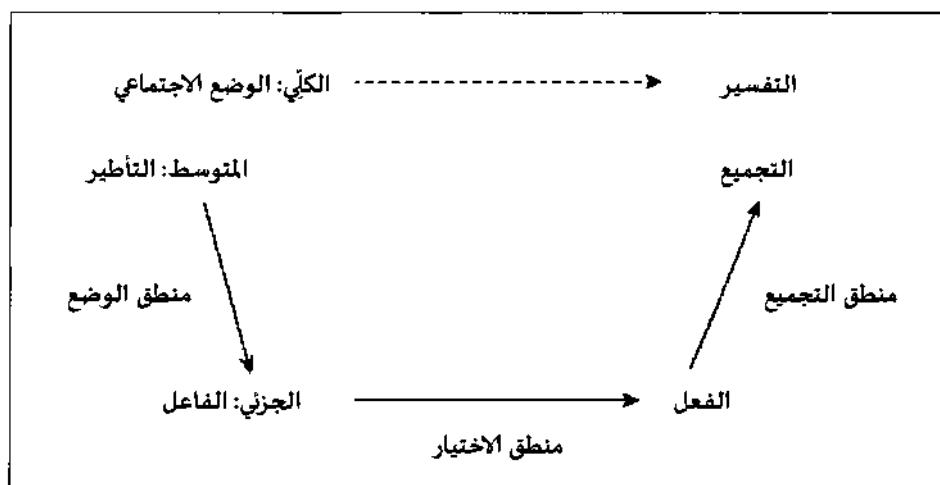 الكلّي: الوضع الاجتماعي
التفسير
المتوسط: التأطير
التجميع
منطق الوضع
منطق التجميع
الجزئي: الفاعل
الفعل
منطق الاختيار